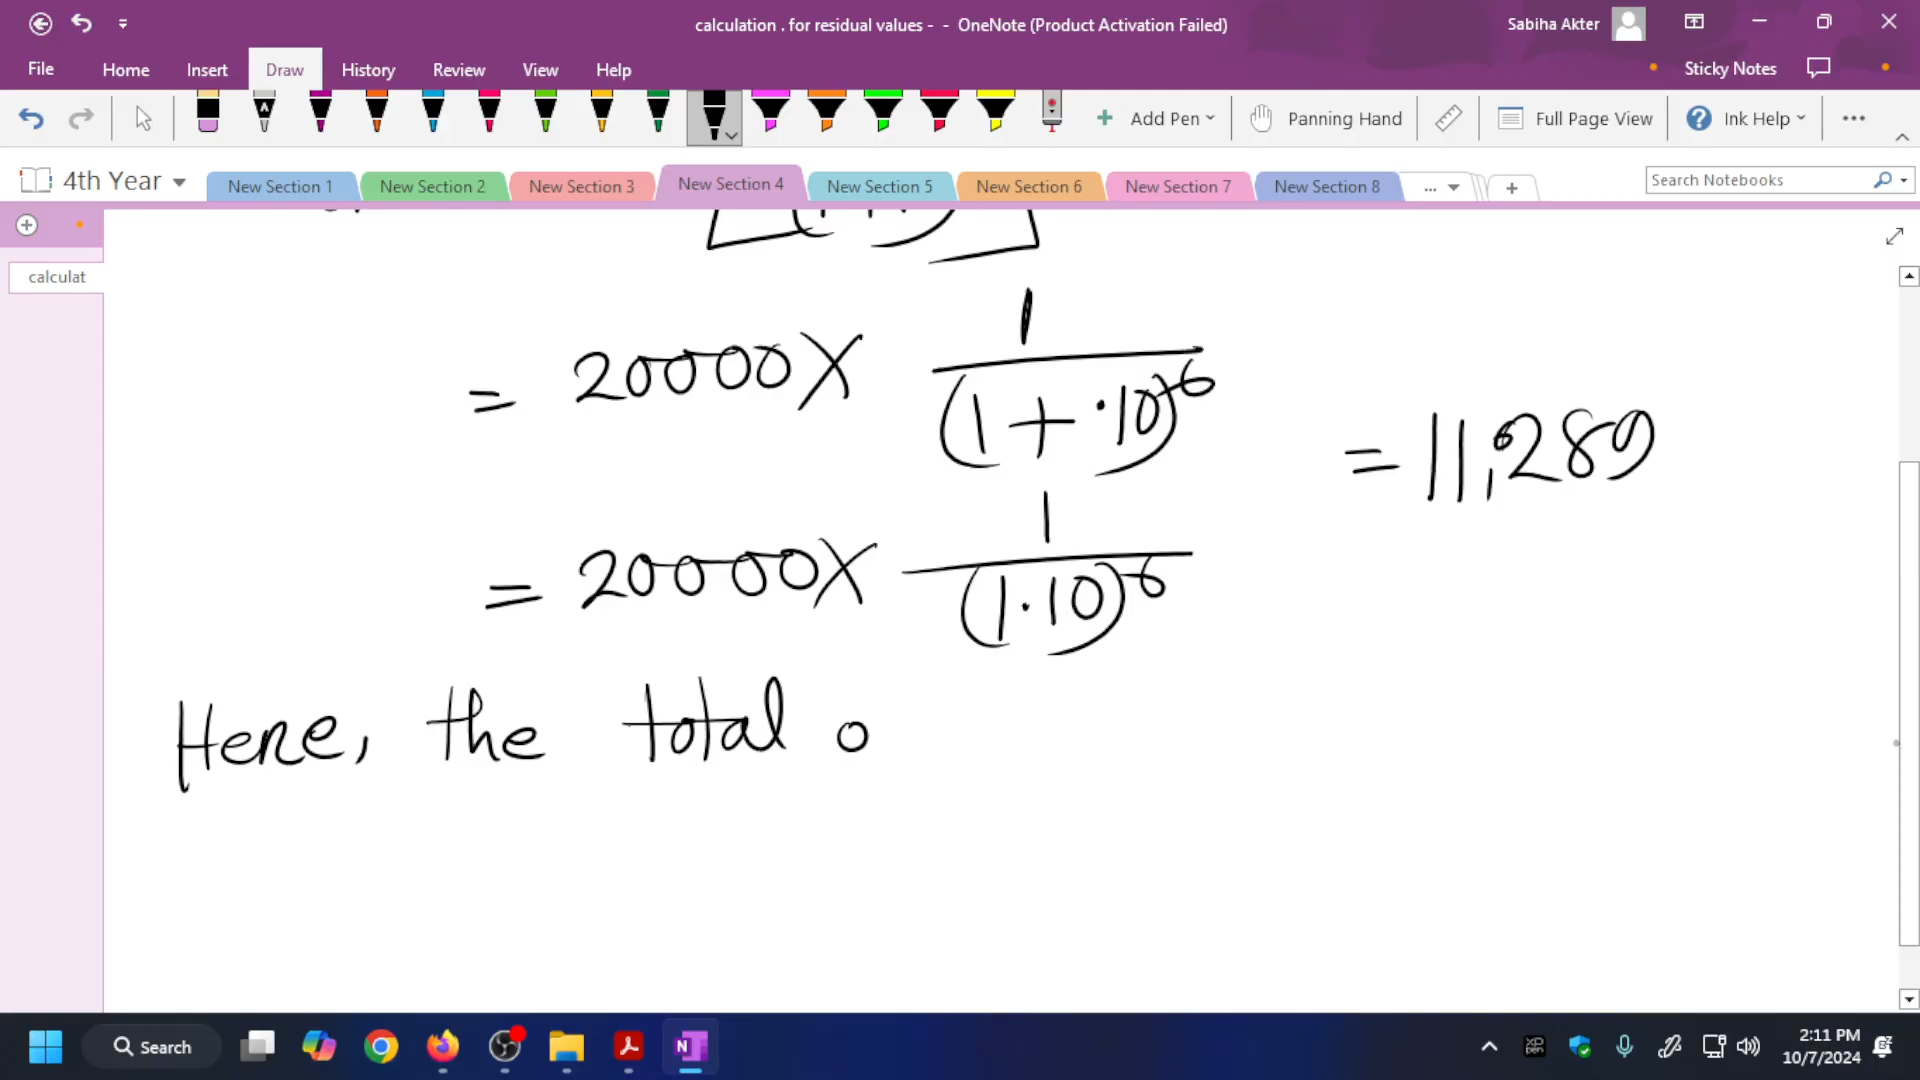 calculation . for residual values - - OneNote (Product Activation Failed)
Sabiha Akter
File Home Insert Draw History Review View Help
Sticky Notes
A
+ Add Pen
Panning Hand
Full Page View
? Ink Help
4th Year
New Section 1
New Section 2
New Section 3
New Section 4
New Section 5
New Section 6
New Section 7
New Section 8
...
+
Search Notebooks
calculat
= 20000 X 1/(1+.10)^6 = 11,289
= 20000 X 1/(1.10)^6
Here, the total o
Search
XP PEN
2:11 PM
10/7/2024